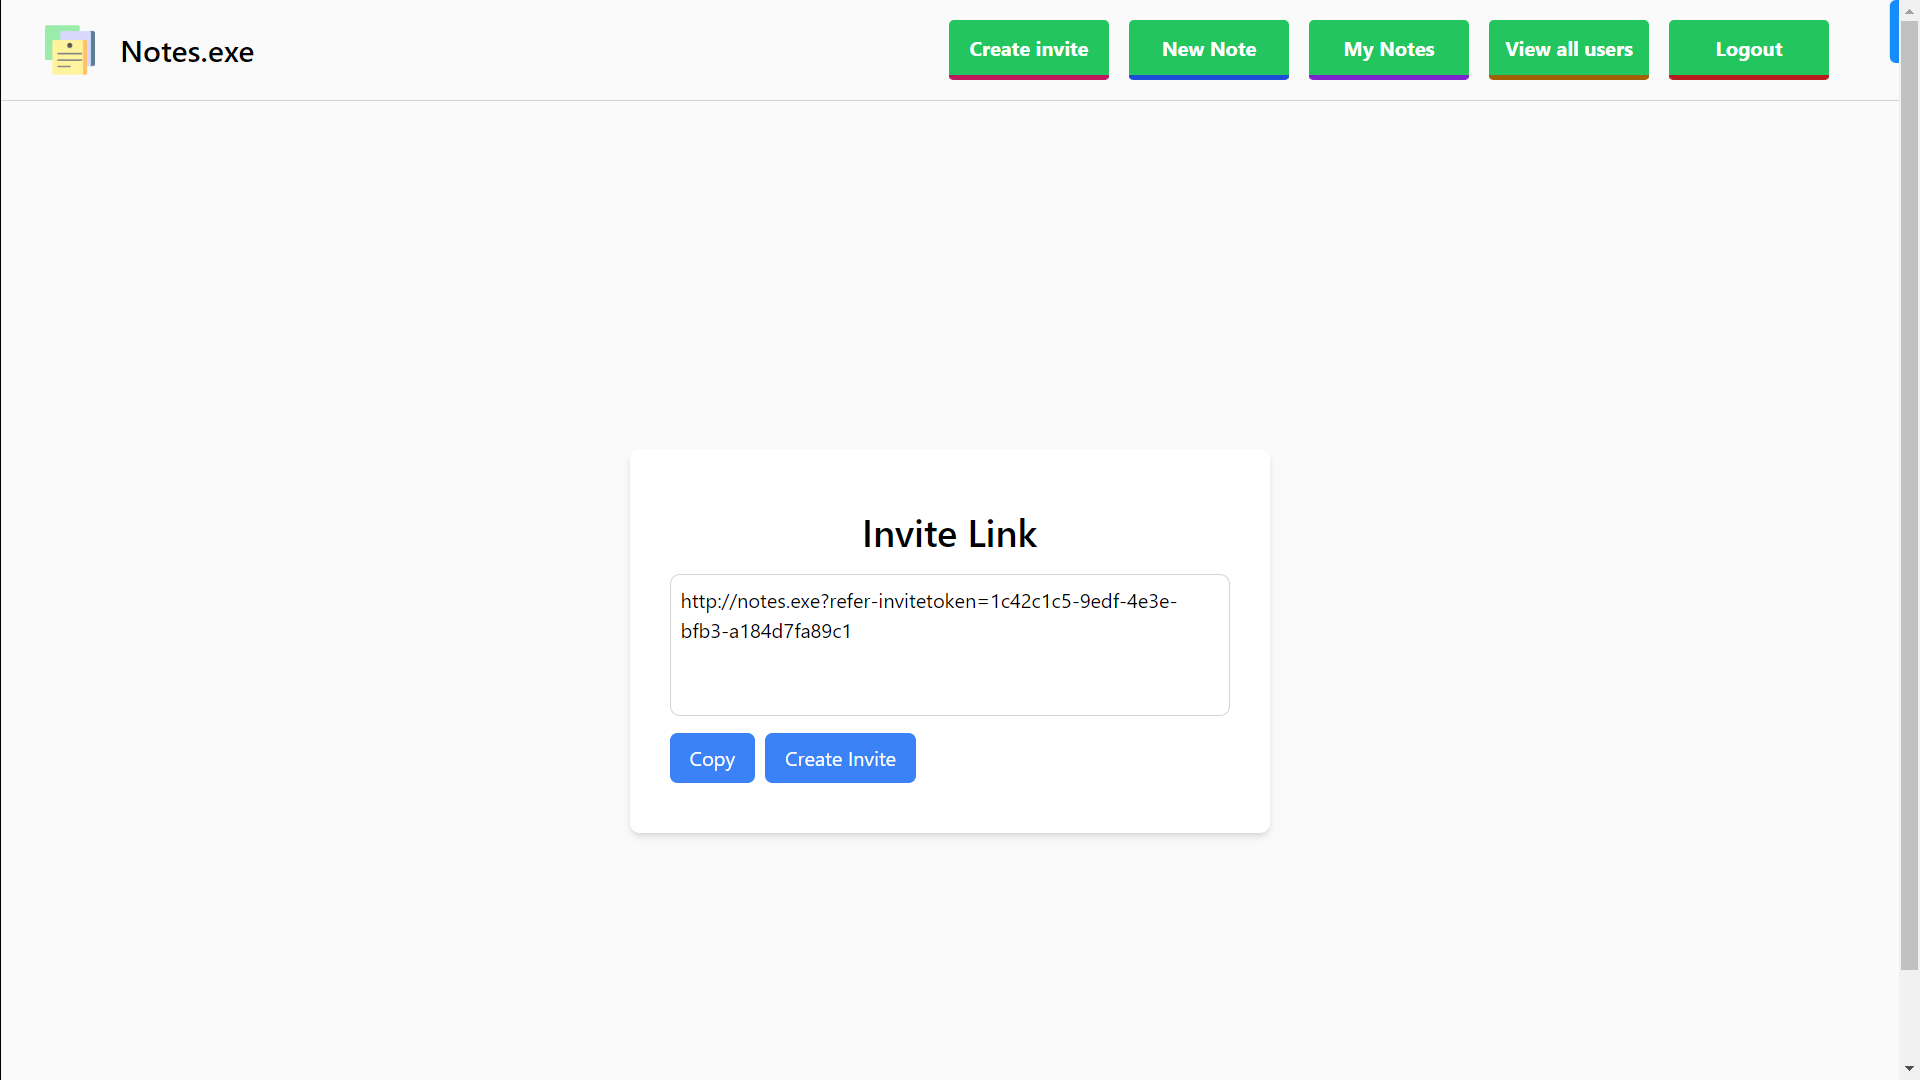 Notes.exe
Create invite
New Note
My Notes
View all users
Logout
Invite Link
http://notes.exe?refer-invitetoken=1c42c1c5-9edf-4e3e-
bfb3-a184d7fa89c1
Copy
Create Invite